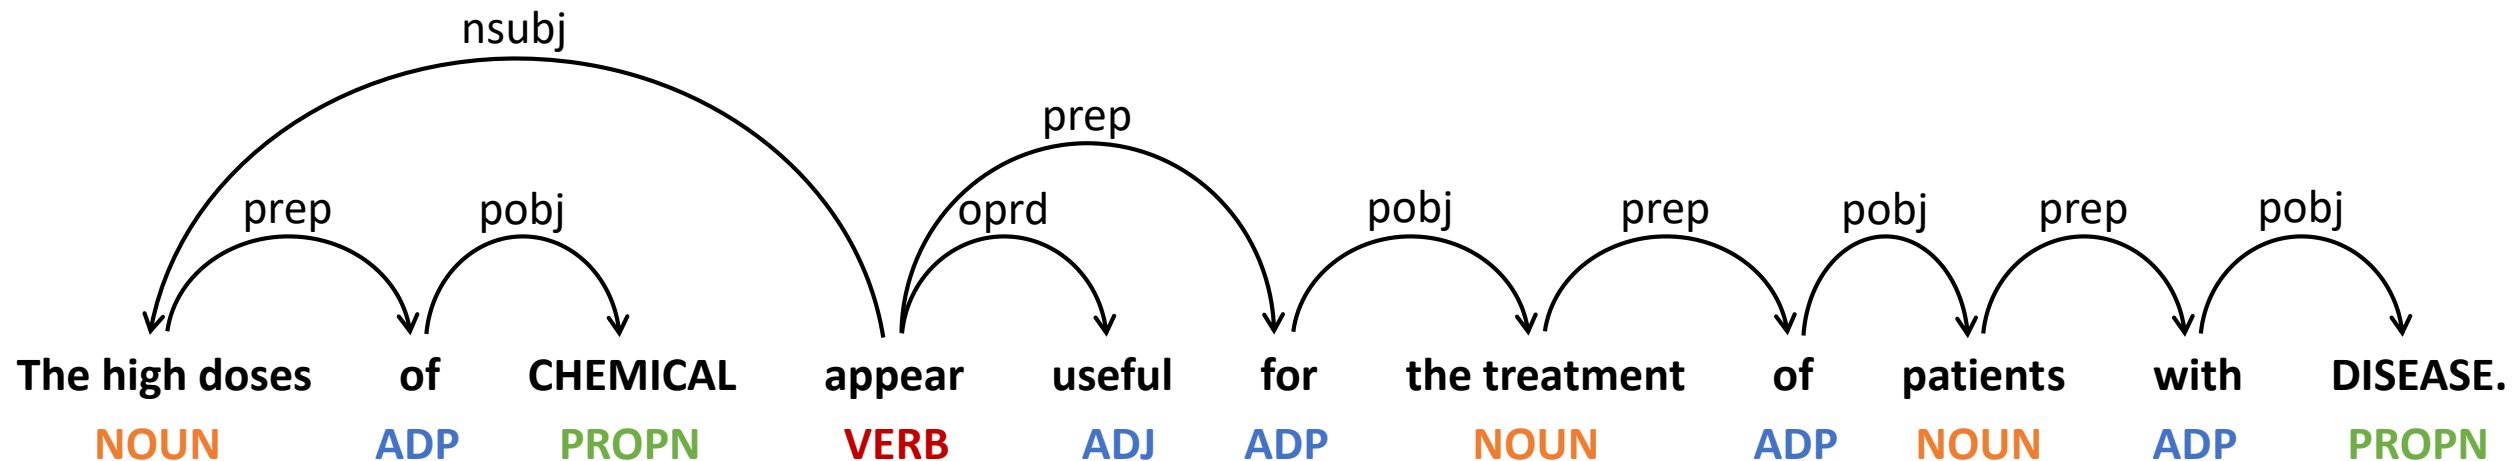 nsubj
prep
prep pobj oprd pobj prep pobj prep pobj
The high doses of CHEMICAL appear useful for the treatment of patients with DISEASE.
NOUN ADP PROPN VERB ADJ ADP NOUN ADP NOUN ADP PROPN